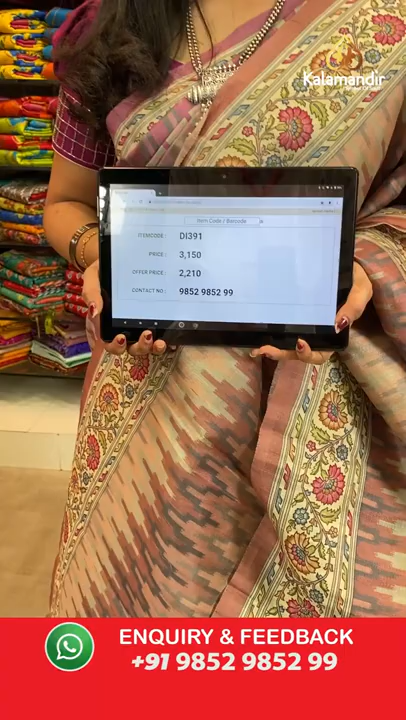 Kalamandir
Item Code / Barcode
ITEMCODE : DI391
PRICE : 3,150
OFFER PRICE : 2,210
CONTACT NO : 9852 9852 99
ENQUIRY & FEEDBACK
+91 9852 9852 99